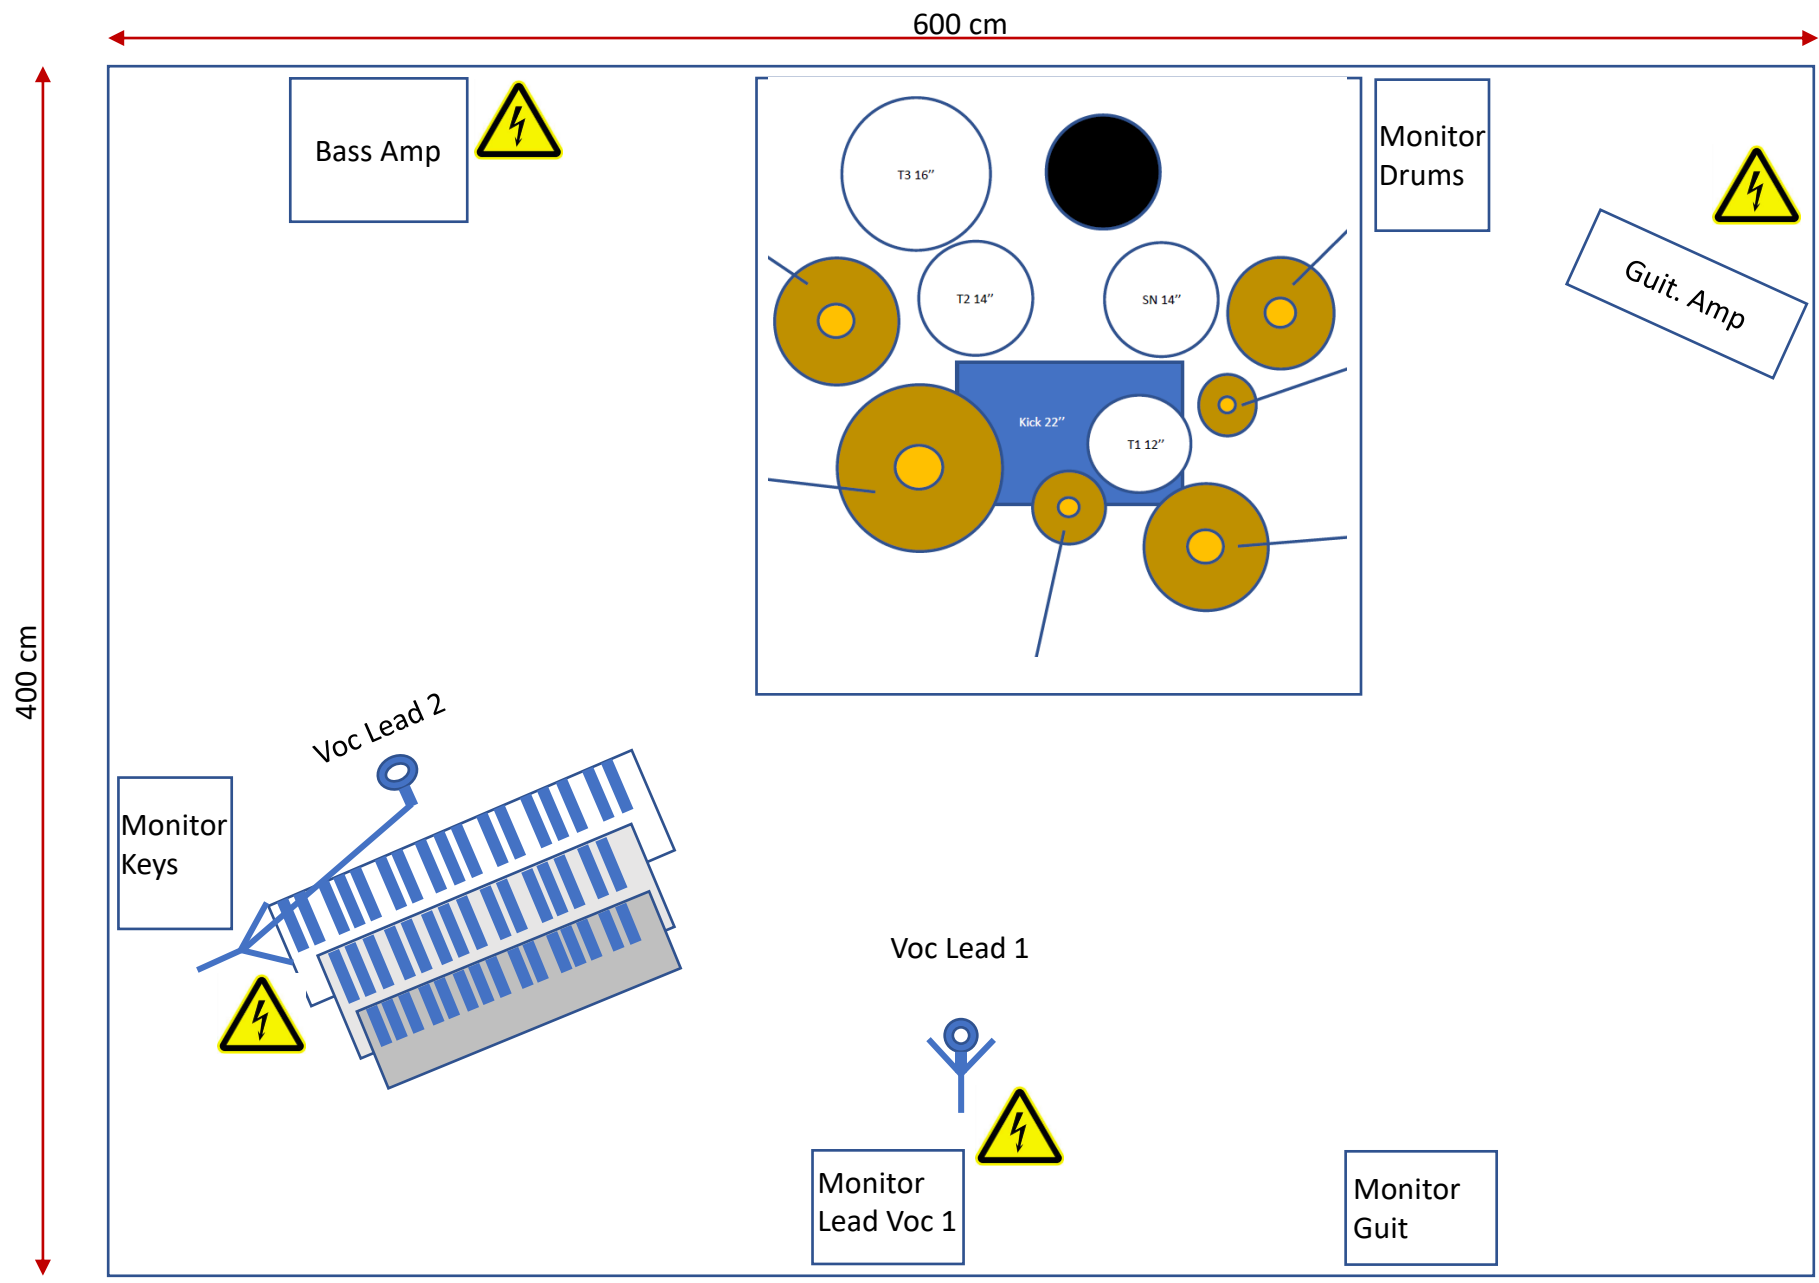 600 cm
400 cm
Bass Amp
T3 16’’
Monitor
Drums
Guit. Amp
T2 14’’
SN 14’’
Kick 22’’
T1 12’’
Voc Lead 2
Monitor
Keys
Voc Lead 1
Monitor
Lead Voc 1
Monitor
Guit